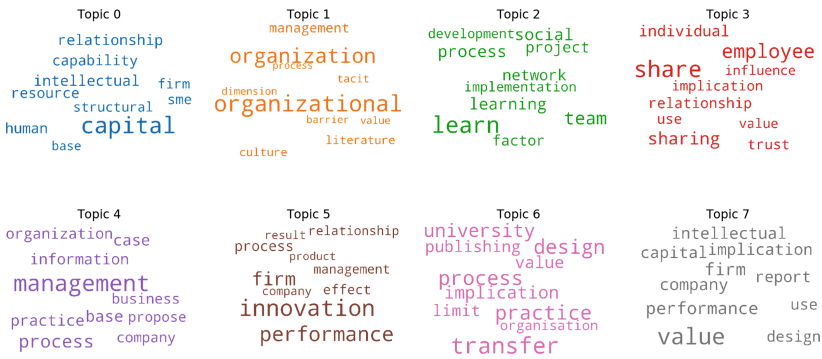 Topic 0
relationship
capability
intellectual
firm
resource
sme
structural
human
capital
base
Topic 1
management
organization
process
tacit
dimension
organizational
barrier value
literature
culture
Topic 2
development social
process project
network
implementation
learning
learn team
factor
Topic 3
individual
employee
share influence
implication
relationship
use value
sharing trust
Topic 4
organization case
information
management
business
practice base propose
process company
Topic 5
result relationship
process
product
management
firm
company effect
innovation
performance
Topic 6
university
publishing design
value
process
implication
limit practice
organisation
transfer
Topic 7
intellectual
capital implication
firm
company report
performance use
value design